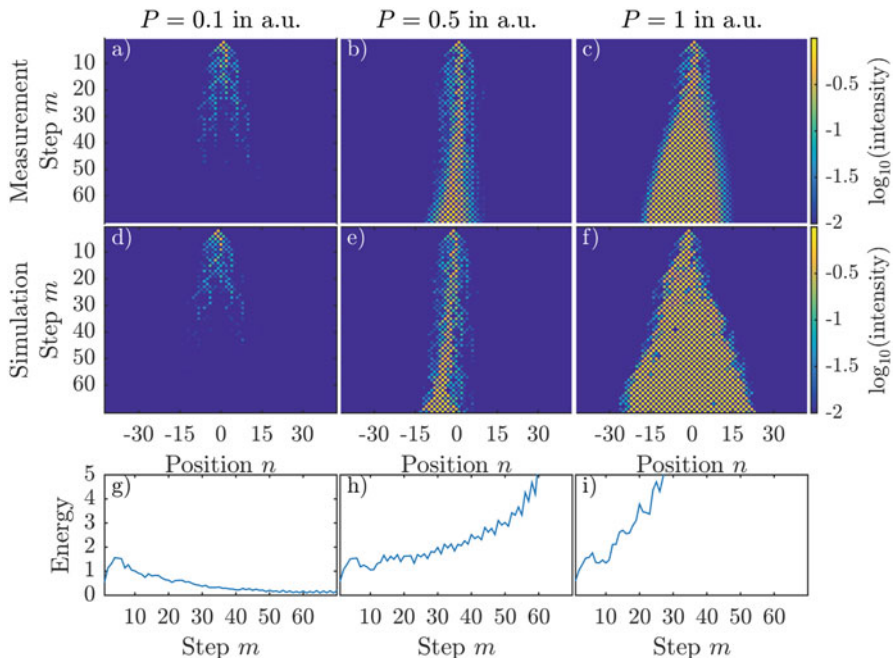 P = 0.1 in a.u. P = 0.5 in a.u. P = 1 in a.u.
a) b) c)
Measurement
Step m
10
20
30
40
50
60
-0.5
-1
-1.5
-2
log10(intensity)
d) e) f)
Simulation
Step m
10
20
30
40
50
60
-0.5
-1
-1.5
-2
log10(intensity)
-30 -15 0 15 30 -30 -15 0 15 30 -30 -15 0 15 30
Position n Position n Position n
g) h) i)
Energy
5
4
3
2
1
0
10 20 30 40 50 60 10 20 30 40 50 60 10 20 30 40 50 60
Step m Step m Step m